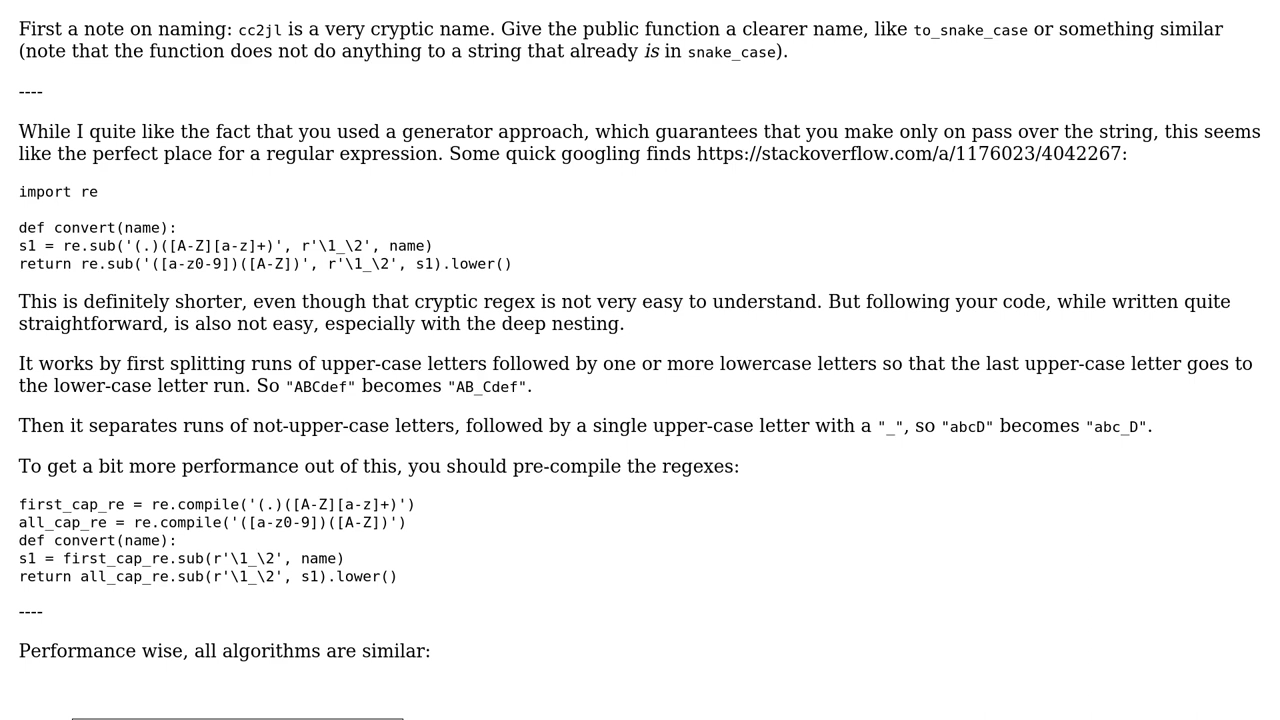 First a note on naming: cc2jl is a very cryptic name. Give the public function a clearer name, like to_snake_case or something similar
(note that the function does not do anything to a string that already is in snake_case).
----
While I quite like the fact that you used a generator approach, which guarantees that you make only on pass over the string, this seems
like the perfect place for a regular expression. Some quick googling finds https://stackoverflow.com/a/1176023/4042267:
import re
def convert(name):
s1 = re.sub('(.)([A-Z][a-z]+)', r'\1_\2', name)
return re.sub('([a-z0-9])([A-Z])', r'\1_\2', s1).lower()
This is definitely shorter, even though that cryptic regex is not very easy to understand. But following your code, while written quite
straightforward, is also not easy, especially with the deep nesting.
It works by first splitting runs of upper-case letters followed by one or more lowercase letters so that the last upper-case letter goes to
the lower-case letter run. So "ABCdef" becomes "AB_Cdef".
Then it separates runs of not-upper-case letters, followed by a single upper-case letter with a "_", so "abcD" becomes "abc_D".
To get a bit more performance out of this, you should pre-compile the regexes:
first_cap_re = re.compile('(.)([A-Z][a-z]+)')
all_cap_re = re.compile('([a-z0-9])([A-Z])')
def convert(name):
s1 = first_cap_re.sub(r'\1_\2', name)
return all_cap_re.sub(r'\1_\2', s1).lower()
----
Performance wise, all algorithms are similar: